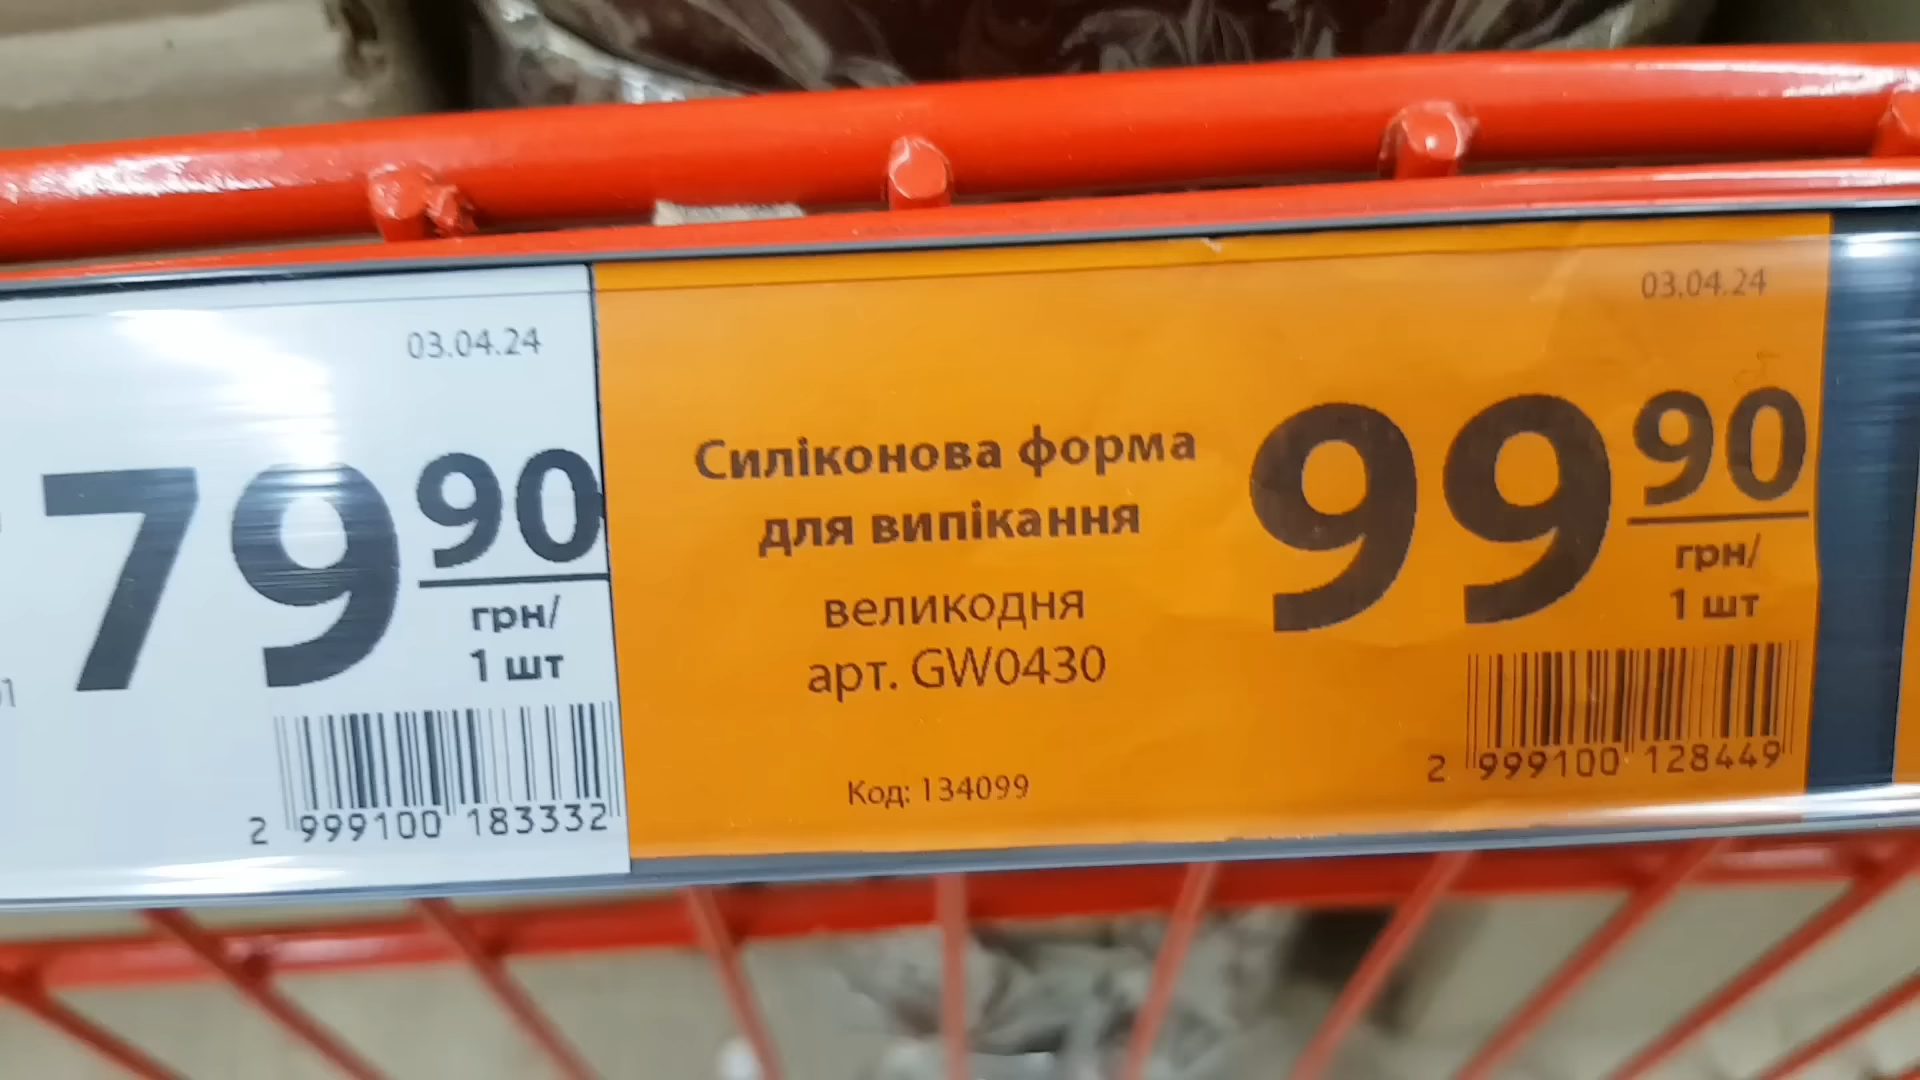 03.04.24
79 90
грн/
1 шт
2 999100 183332
03.04.24
Силіконова форма
для випікання
великодня
арт. GW0430
Код: 134099
99 90
грн/
1 шт
2 999100 128449